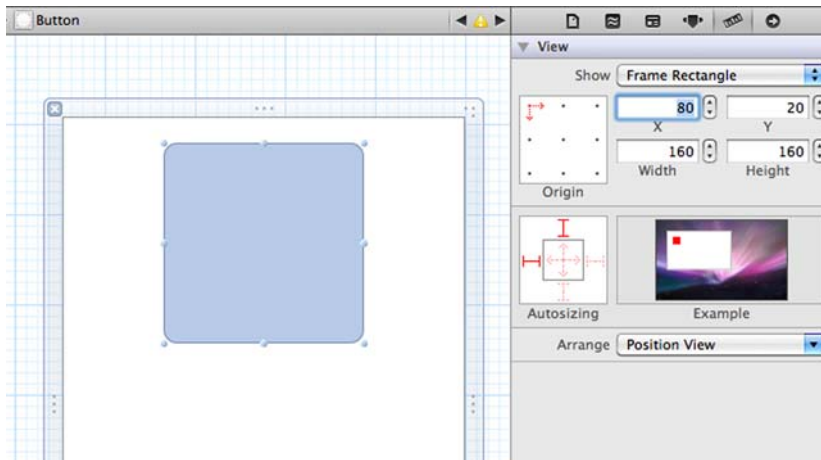 Button
View
Show Frame Rectangle
80 20
X Y
160 160
Width Height
Origin
Autosizing Example
Arrange Position View